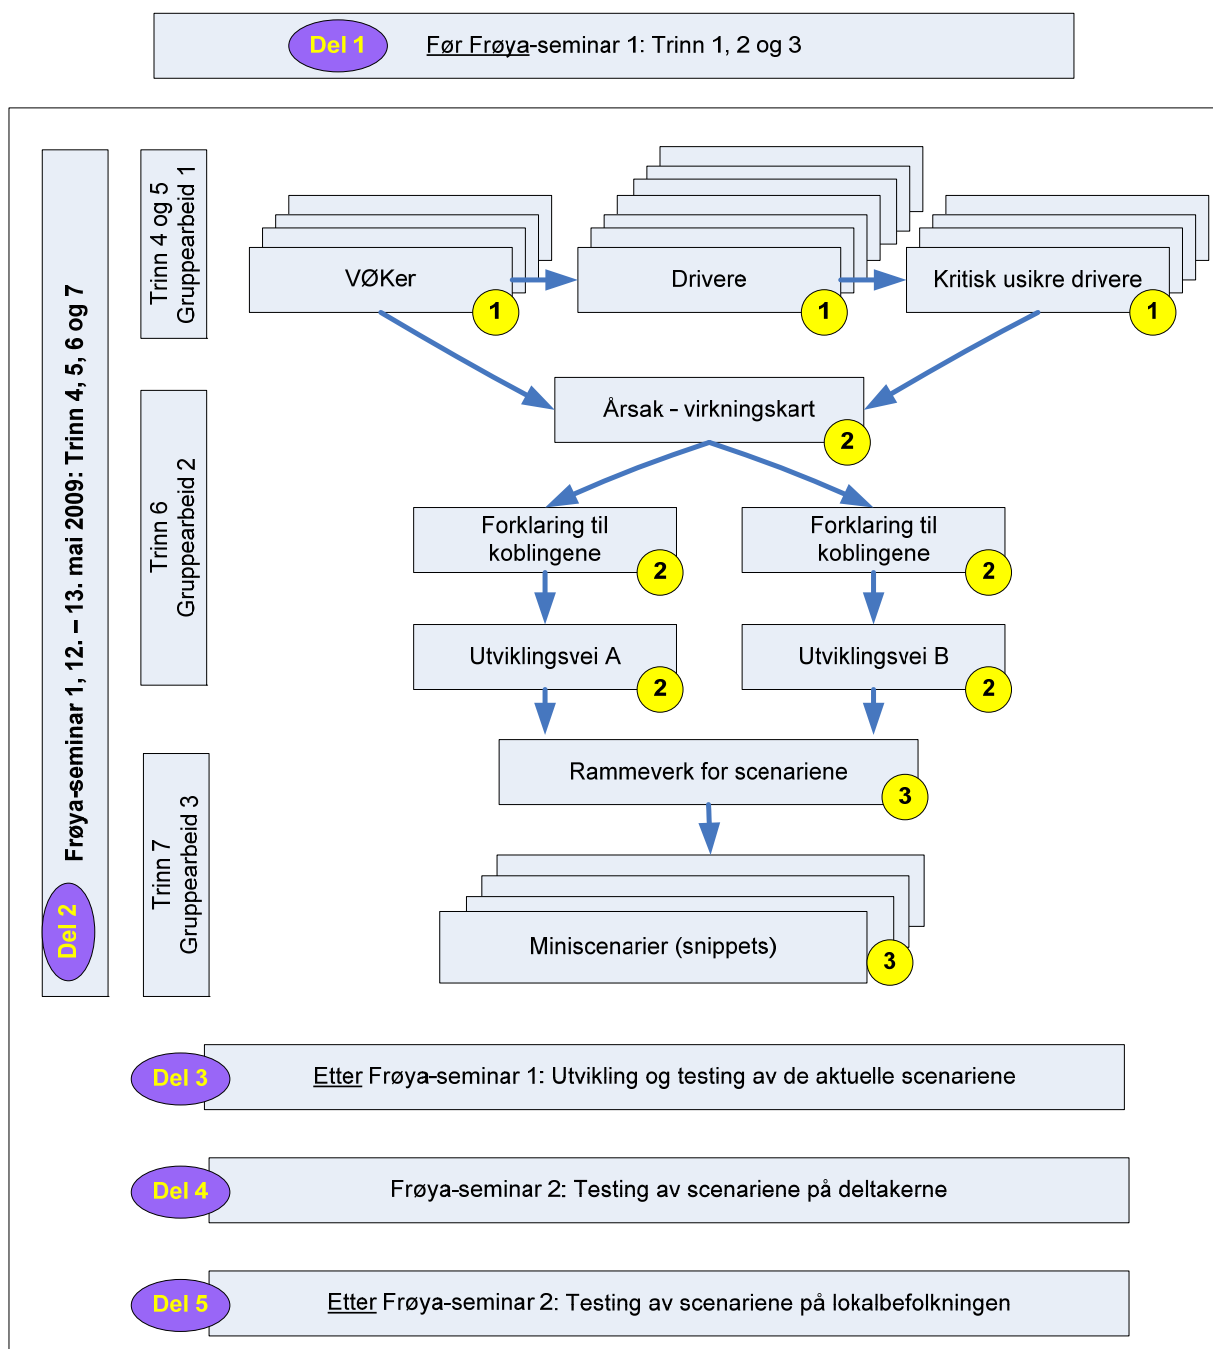 Del 1
Før Frøya-seminar 1: Trinn 1, 2 og 3
Del 2
Frøya-seminar 1, 12. – 13. mai 2009: Trinn 4, 5, 6 og 7
Trinn 4 og 5
Gruppearbeid 1
VØKer
1
Drivere
1
Kritisk usikre drivere
1
Trinn 6
Gruppearbeid 2
Årsak - virkningskart
2
Forklaring til
koblingene
2
Forklaring til
koblingene
2
Utviklingsvei A
2
Utviklingsvei B
2
Trinn 7
Gruppearbeid 3
Rammeverk for scenariene
3
Miniscenarier (snippets)
3
Del 3
Etter Frøya-seminar 1: Utvikling og testing av de aktuelle scenariene
Del 4
Frøya-seminar 2: Testing av scenariene på deltakerne
Del 5
Etter Frøya-seminar 2: Testing av scenariene på lokalbefolkningen